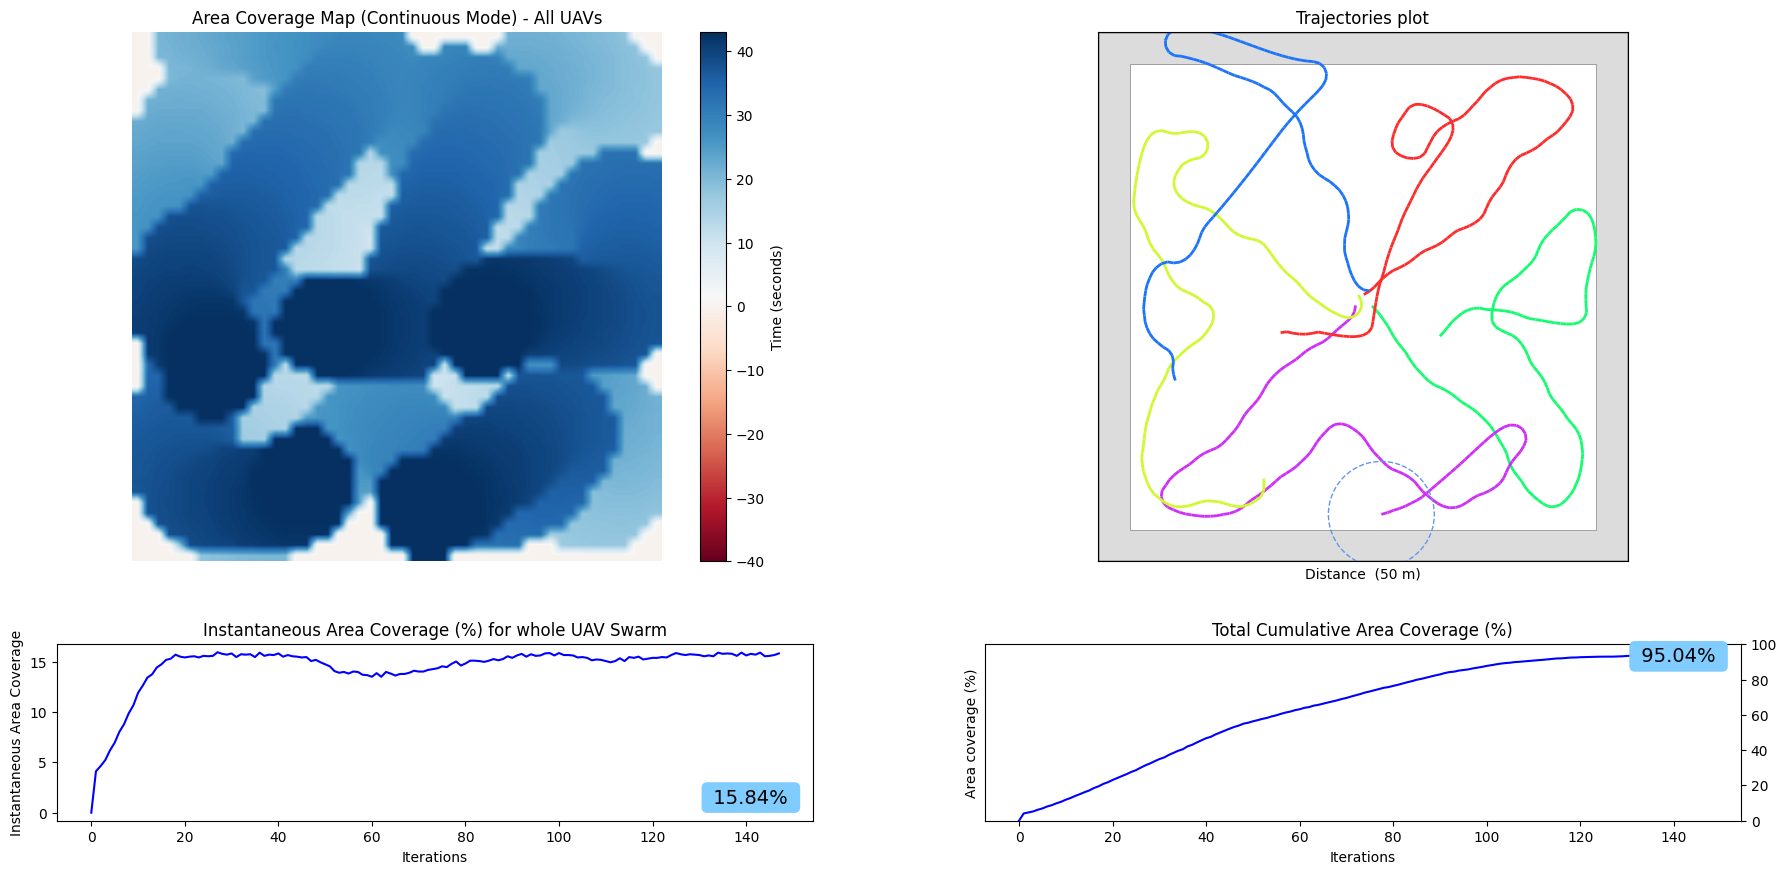 Area Coverage Map (Continuous Mode) - All UAVs
40
30
20
10
0
−10
−20
−30
−40
Time (seconds)
Trajectories plot
Distance  (50 m)
Instantaneous Area Coverage (%) for whole UAV Swarm
Instantaneous Area Coverage
15
10
5
0
15.84%
0 20 40 60 80 100 120 140
Iterations
Total Cumulative Area Coverage (%)
Area coverage (%)
95.04%
100
80
60
40
20
0
0 20 40 60 80 100 120 140
Iterations